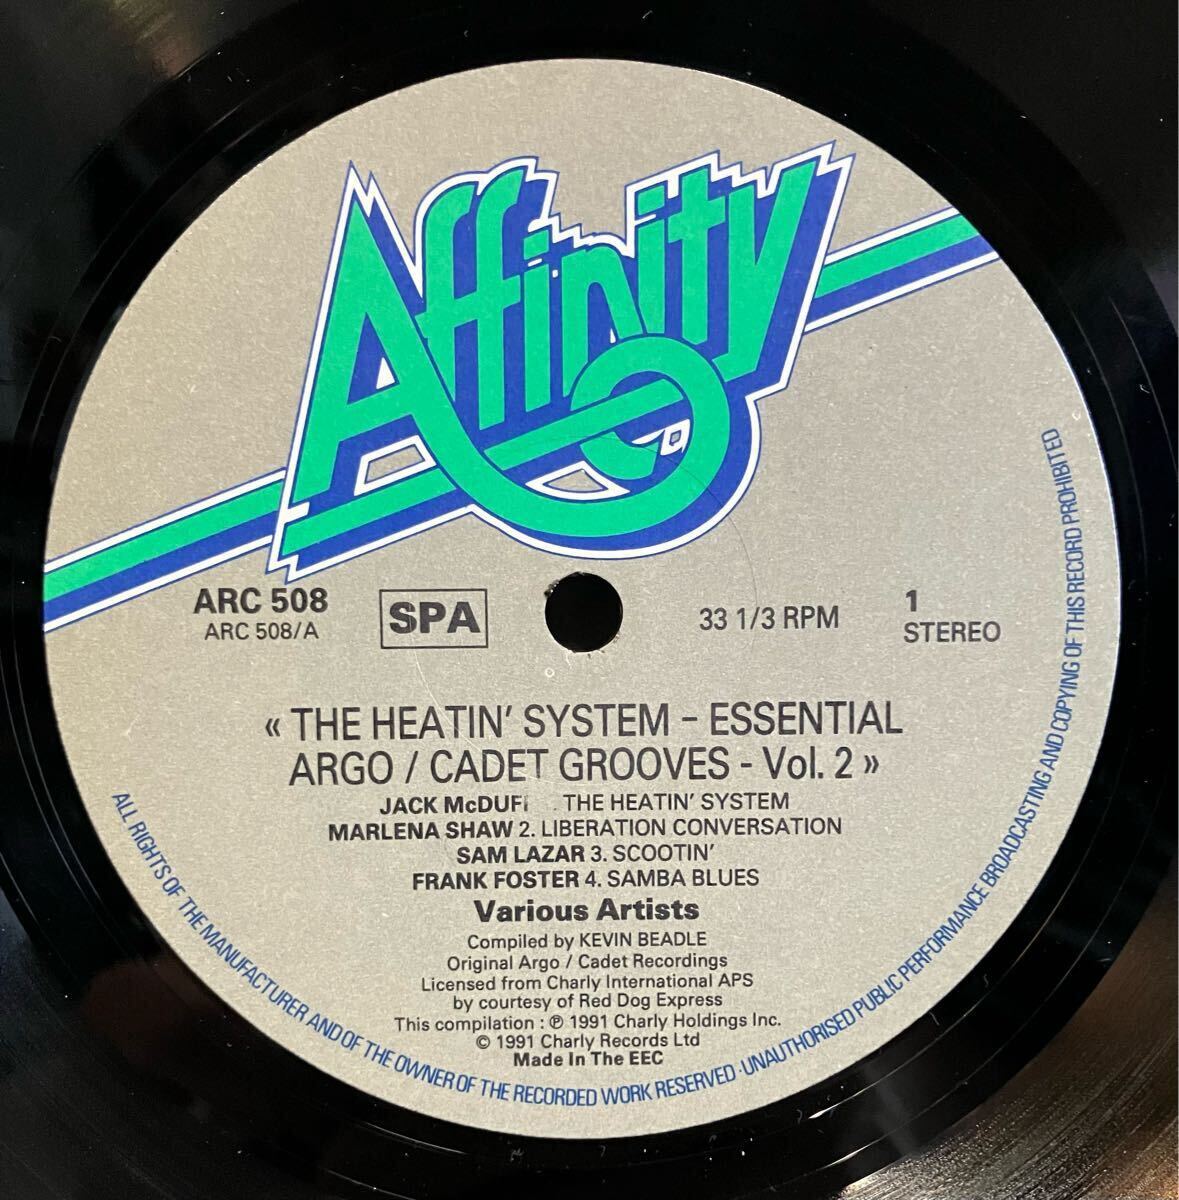 Affinity
ARC 508
ARC 508/A
SPA
33 1/3 RPM
1
STEREO
« THE HEATIN' SYSTEM - ESSENTIAL
ARGO / CADET GROOVES - Vol. 2 »
JACK McDUF THE HEATIN' SYSTEM
MARLENA SHAW 2. LIBERATION CONVERSATION
SAM LAZAR 3. SCOOTIN'
FRANK FOSTER 4. SAMBA BLUES
Various Artists
Compiled by KEVIN BEADLE
Original Argo / Cadet Recordings
Licensed from Charly International APS
by courtesy of Red Dog Express
This compilation : ℗ 1991 Charly Holdings Inc.
© 1991 Charly Records Ltd
Made In The EEC
ALL RIGHTS OF THE MANUFACTURER AND OF THE OWNER OF THE RECORDED WORK RESERVED · UNAUTHORISED PUBLIC PERFORMANCE BROADCASTING AND COPYING OF THIS RECORD PROHIBITED